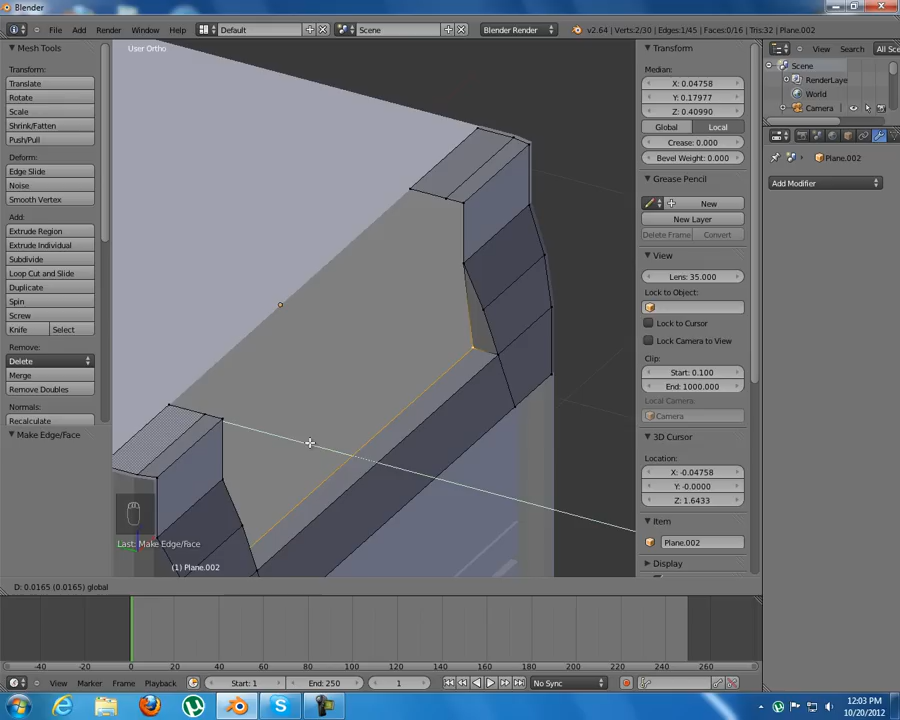 Blender
File Add Render Window Help
Default
Scene
Blender Render
v2.64 | Verts:2/30 | Edges:1/45 | Faces:0/16 | Tris:32 | Plane.002
Mesh Tools
Transform:
Translate
Rotate
Scale
Shrink/Fatten
Push/Pull
Deform:
Edge Slide
Noise
Smooth Vertex
Add:
Extrude Region
Extrude Individual
Subdivide
Loop Cut and Slide
Duplicate
Spin
Screw
Knife Select
Remove:
Delete
Merge
Remove Doubles
Normals:
Recalculate
Make Edge/Face
User Ortho
Last: Make Edge/Face
(1) Plane.002
D: 0.0165 (0.0165) global
Transform
Median:
X: 0.04758
Y: 0.17977
Z: 0.40990
Global Local
Crease: 0.000
Bevel Weight: 0.000
Grease Pencil
New
New Layer
Delete Frame Convert
View
Lens: 35.000
Lock to Object:
Lock to Cursor
Lock Camera to View
Clip:
Start: 0.100
End: 1000.000
Local Camera:
Camera
3D Cursor
Location:
X: -0.04758
Y: -0.0000
Z: 1.6433
Item
Plane.002
Display
View Search All Sce
Scene
RenderLaye
World
Camera
Plane.002
Add Modifier
-40 -20 0 20 40 60 80 100 120 140 160 180 200 220 240 260
View Marker Frame Playback
Start: 1
End: 250
1
No Sync
12:03 PM
10/20/2012